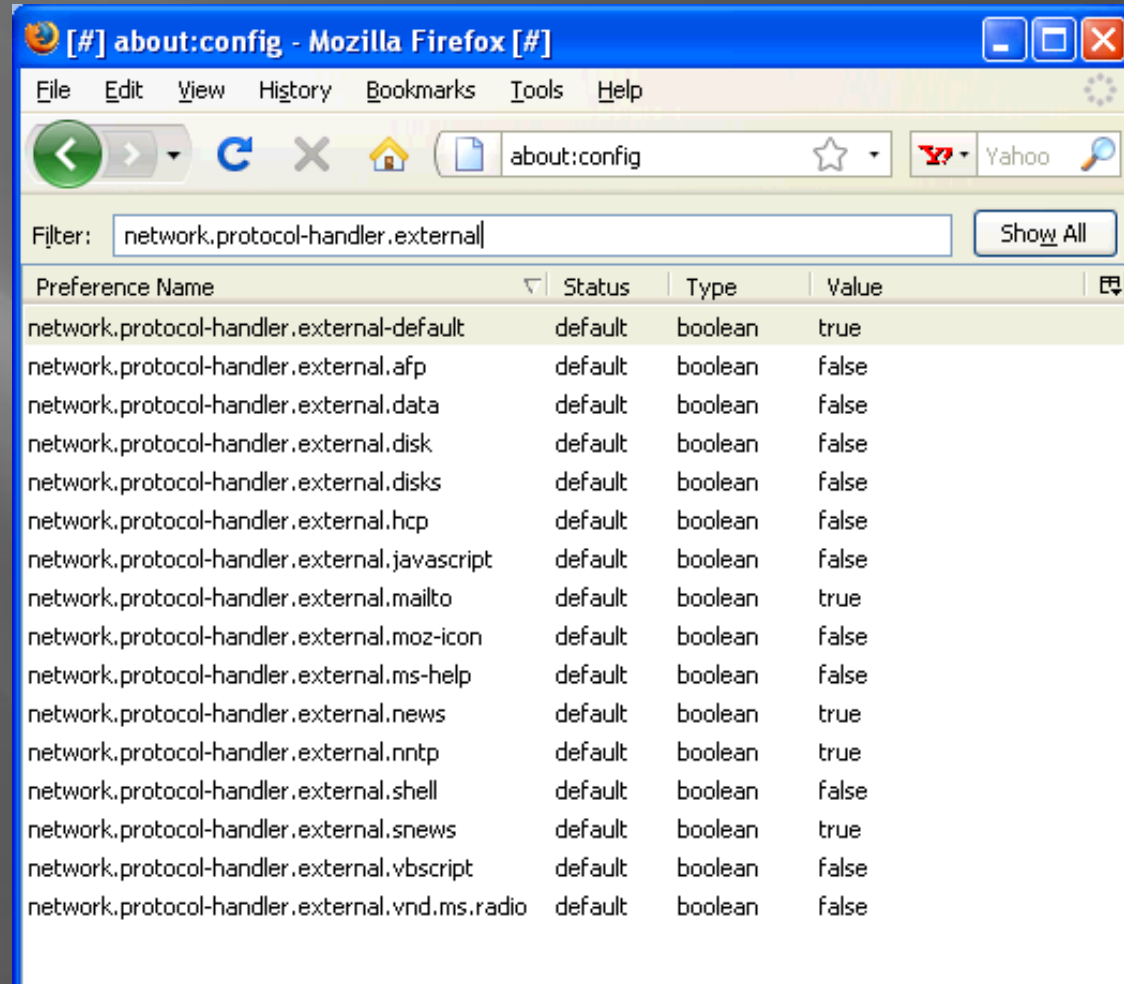 [#] about:config - Mozilla Firefox [#]
File Edit View History Bookmarks Tools Help
about:config Yahoo
Filter: network.protocol-handler.external Show All
Preference Name Status Type Value
network.protocol-handler.external-default default boolean true
network.protocol-handler.external.afp default boolean false
network.protocol-handler.external.data default boolean false
network.protocol-handler.external.disk default boolean false
network.protocol-handler.external.disks default boolean false
network.protocol-handler.external.hcp default boolean false
network.protocol-handler.external.javascript default boolean false
network.protocol-handler.external.mailto default boolean true
network.protocol-handler.external.moz-icon default boolean false
network.protocol-handler.external.ms-help default boolean false
network.protocol-handler.external.news default boolean true
network.protocol-handler.external.nntp default boolean true
network.protocol-handler.external.shell default boolean false
network.protocol-handler.external.snews default boolean true
network.protocol-handler.external.vbscript default boolean false
network.protocol-handler.external.vnd.ms.radio default boolean false